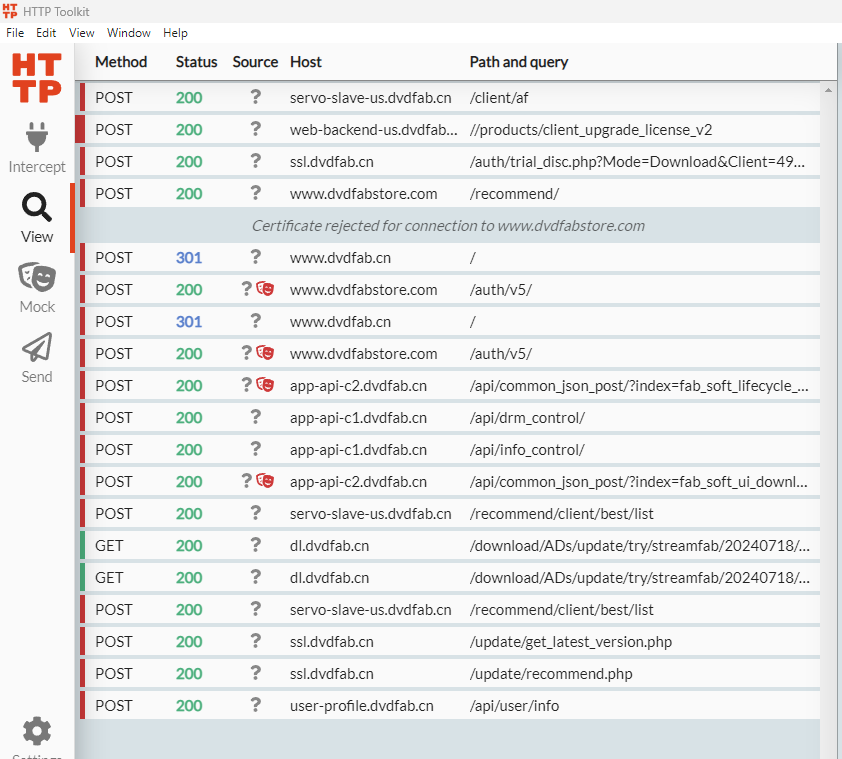 HTTP Toolkit
File Edit View Window Help
HT
TP
Intercept
View
Mock
Send
Settings
Method Status Source Host Path and query
POST 200 ? servo-slave-us.dvdfab.cn /client/af
POST 200 ? web-backend-us.dvdfab... //products/client_upgrade_license_v2
POST 200 ? ssl.dvdfab.cn /auth/trial_disc.php?Mode=Download&Client=49...
POST 200 ? www.dvdfabstore.com /recommend/
Certificate rejected for connection to www.dvdfabstore.com
POST 301 ? www.dvdfab.cn /
POST 200 ? www.dvdfabstore.com /auth/v5/
POST 301 ? www.dvdfab.cn /
POST 200 ? www.dvdfabstore.com /auth/v5/
POST 200 ? app-api-c2.dvdfab.cn /api/common_json_post/?index=fab_soft_lifecycle_...
POST 200 ? app-api-c1.dvdfab.cn /api/drm_control/
POST 200 ? app-api-c1.dvdfab.cn /api/info_control/
POST 200 ? app-api-c2.dvdfab.cn /api/common_json_post/?index=fab_soft_ui_downl...
POST 200 ? servo-slave-us.dvdfab.cn /recommend/client/best/list
GET 200 ? dl.dvdfab.cn /download/ADs/update/try/streamfab/20240718/...
GET 200 ? dl.dvdfab.cn /download/ADs/update/try/streamfab/20240718/...
POST 200 ? servo-slave-us.dvdfab.cn /recommend/client/best/list
POST 200 ? ssl.dvdfab.cn /update/get_latest_version.php
POST 200 ? ssl.dvdfab.cn /update/recommend.php
POST 200 ? user-profile.dvdfab.cn /api/user/info